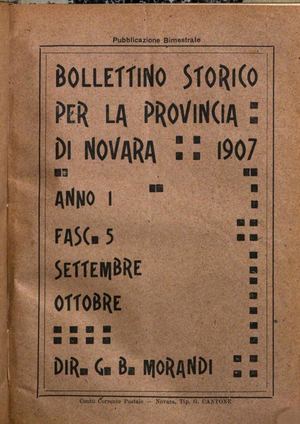 Pubblicazione Bimestrale
BOLLETTINO STORICO
PER LA PROVINCIA
DI NOVARA 1907
ANNO I
FASC. 5
SETTEMBRE
OTTOBRE
DIR. G. B. MORANDI
Conto Corrente Postale — Novara, Tip. G. CANTONE